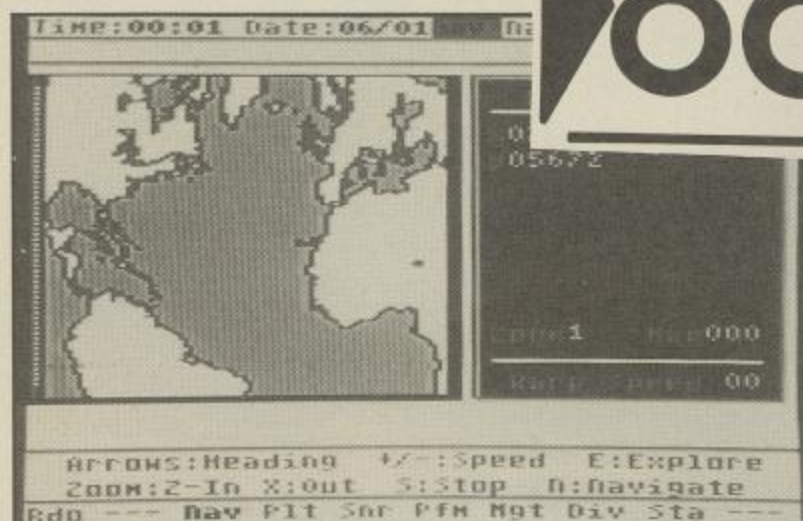 Time:00:01 Date:06/01
05672
1 000
00
Arrows:Heading +/-:Speed E:Explore
Zoom:Z-In X:Out S:Stop N:Navigate
Rdo --- Nav Plt Snr Pfm Mgt Div Sta ---